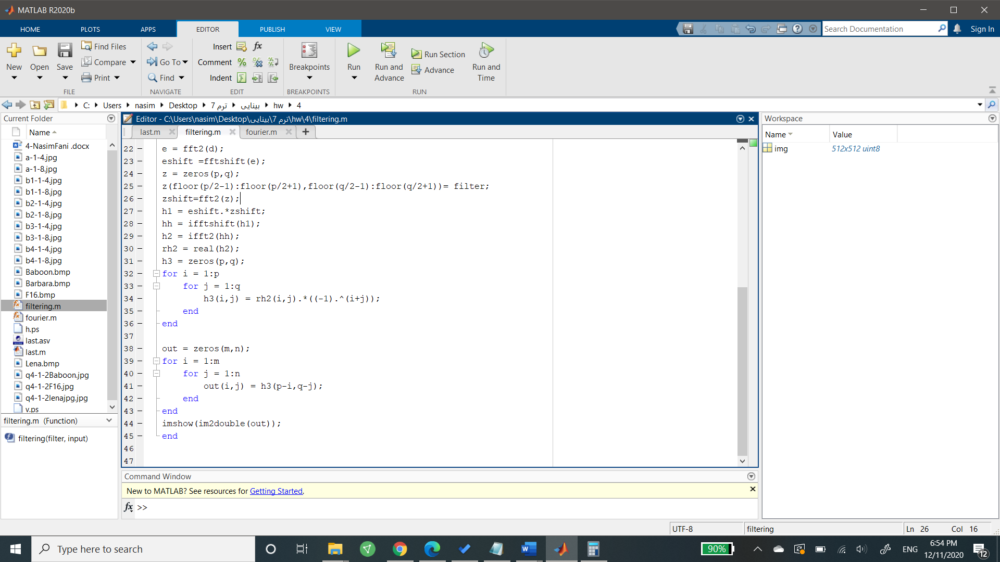 MATLAB R2020b
HOME PLOTS APPS EDITOR PUBLISH VIEW Search Documentation Sign In
New Open Save Find Files Compare Print
FILE
Go To Find
NAVIGATE
Insert fx
Comment
Indent
EDIT
Breakpoints
BREAKPOINTS
Run Run and Advance Run Section Advance Run and Time
RUN
C: Users nasim Desktop ترم 7 بینایی hw 4
Current Folder
Name
4-NasimFani .docx
a-1-4.jpg
a-1-8.jpg
b1-1-4.jpg
b1-1-8.jpg
b2-1-4.jpg
b2-1-8.jpg
b3-1-4.jpg
b3-1-8.jpg
b4-1-4.jpg
b4-1-8.jpg
Baboon.bmp
Barbara.bmp
F16.bmp
filtering.m
fourier.m
h.ps
last.asv
last.m
Lena.bmp
q4-1-2Baboon.jpg
q4-1-2F16.jpg
q4-1-2lenajpg.jpg
v.ps
filtering.m (Function)
filtering(filter, input)
Editor - C:\Users\nasim\Desktop\ترم 7\بینایی\hw\4\filtering.m
last.m filtering.m fourier.m
22 – e = fft2(d);
23 – eshift =fftshift(e);
24 – z = zeros(p,q);
25 – z(floor(p/2-1):floor(p/2+1),floor(q/2-1):floor(q/2+1))= filter;
26 – zshift=fft2(z);
27 – h1 = eshift.*zshift;
28 – hh = ifftshift(h1);
29 – h2 = ifft2(hh);
30 – rh2 = real(h2);
31 – h3 = zeros(p,q);
32 – for i = 1:p
33 – for j = 1:q
34 – h3(i,j) = rh2(i,j).*((-1).^(i+j));
35 – end
36 – end
37
38 – out = zeros(m,n);
39 – for i = 1:m
40 – for j = 1:n
41 – out(i,j) = h3(p-i,q-j);
42 – end
43 – end
44 – imshow(im2double(out));
45 – end
46
47
Command Window
New to MATLAB? See resources for Getting Started.
fx >>
Workspace
Name Value
img 512x512 uint8
UTF-8 filtering Ln 26 Col 16
Type here to search
90% ENG 6:54 PM
12/11/2020 12